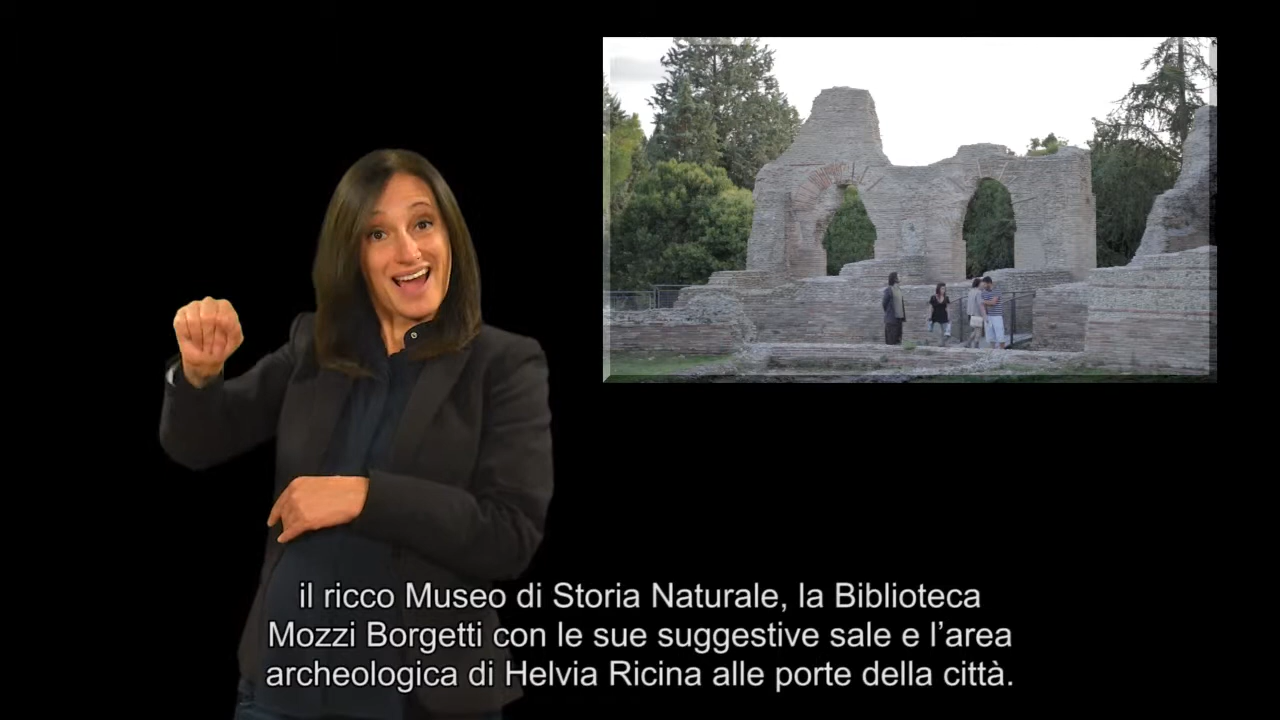 il ricco Museo di Storia Naturale, la Biblioteca
Mozzi Borgetti con le sue suggestive sale e l’area
archeologica di Helvia Ricina alle porte della città.